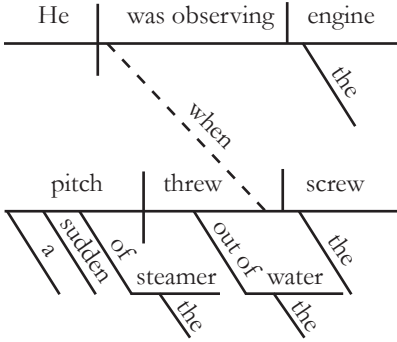 He was observing engine
the
when
pitch threw screw
a sudden of out of the
steamer water
the the